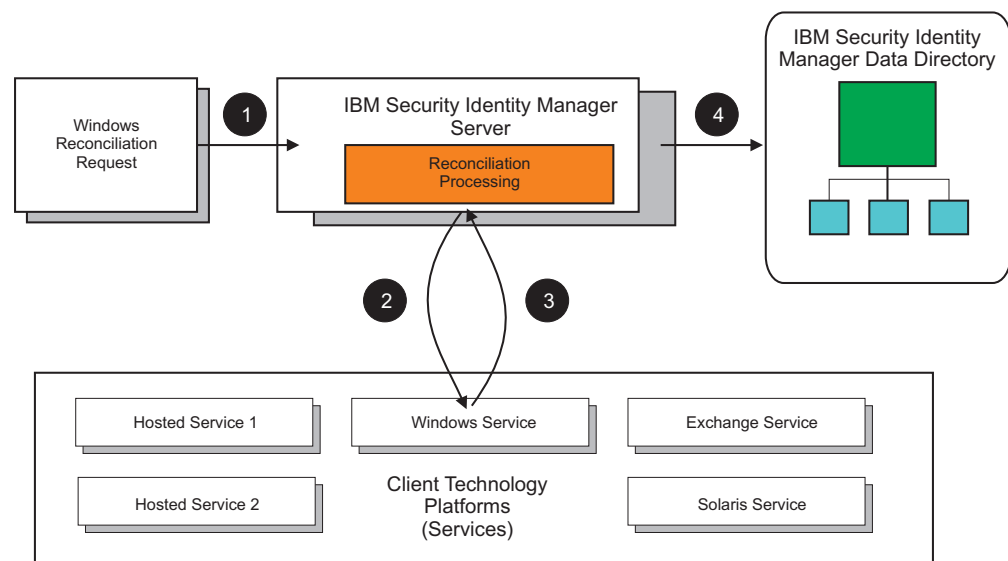 Windows
Reconciliation
Request
1
IBM Security Identity Manager
Server
Reconciliation
Processing
4
IBM Security Identity
Manager Data Directory
2
3
Hosted Service 1
Windows Service
Exchange Service
Hosted Service 2
Client Technology
Platforms
(Services)
Solaris Service